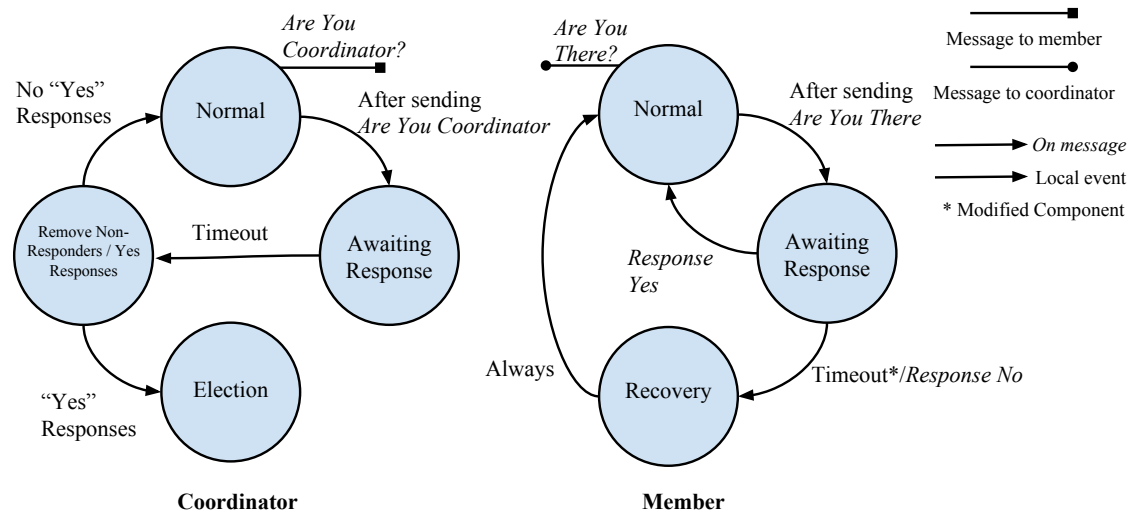 Are You
Coordinator?
Normal
No “Yes”
Responses
After sending
Are You Coordinator
Remove Non-
Responders / Yes
Responses
Timeout
Awaiting
Response
Election
“Yes”
Responses
Coordinator
Are You
There?
Normal
After sending
Are You There
Awaiting
Response
Response
Yes
Always
Recovery
Timeout*/Response No
Member
Message to member
Message to coordinator
On message
Local event
* Modified Component